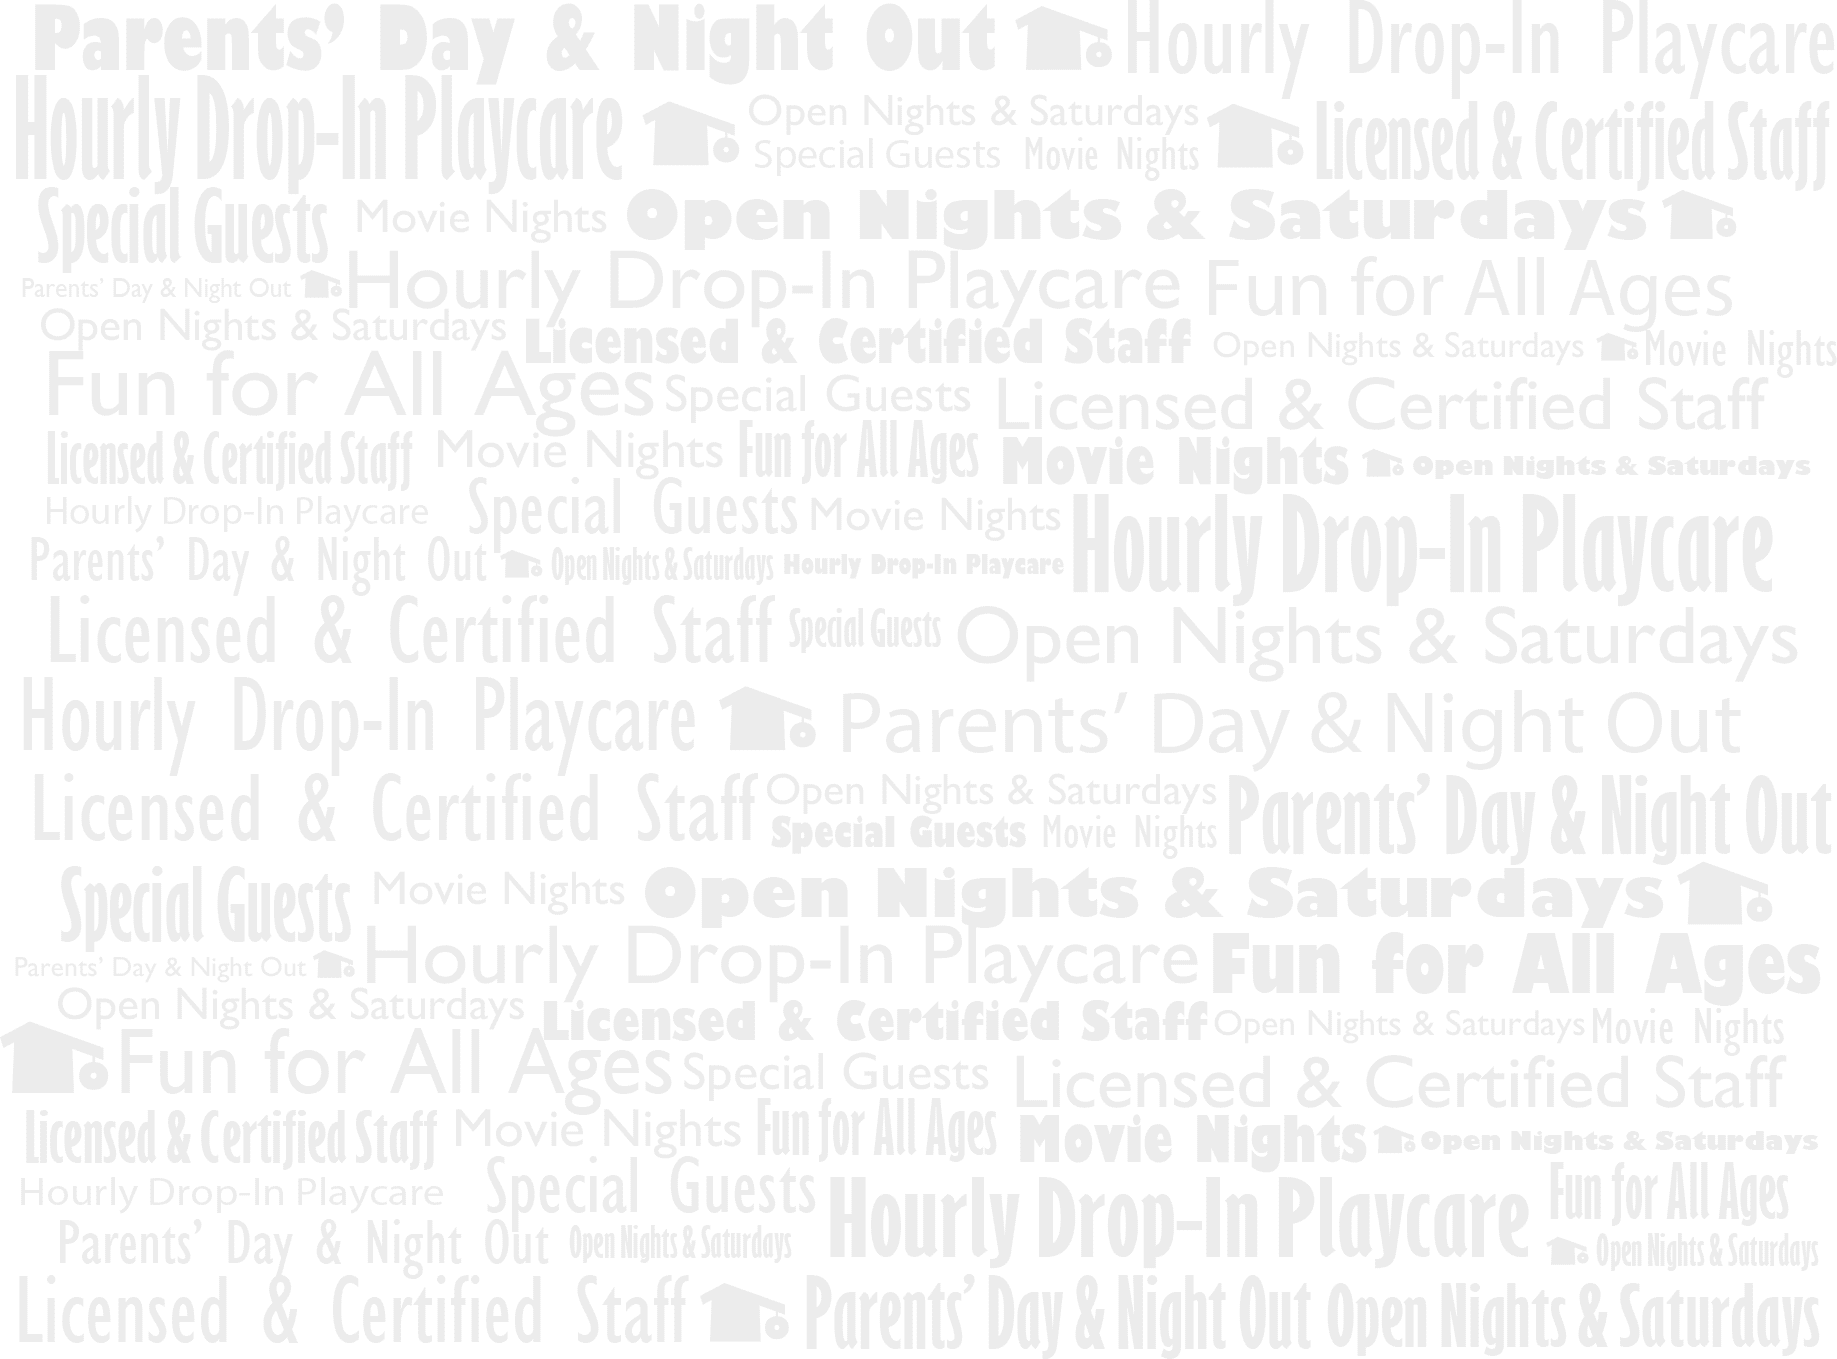 Parents’ Day & Night Out Hourly Drop-In Playcare
Hourly Drop-In Playcare Open Nights & Saturdays Licensed & Certified Staff
Special Guests Movie Nights
Special Guests Movie Nights Open Nights & Saturdays
Parents’ Day & Night Out Hourly Drop-In Playcare Fun for All Ages
Open Nights & Saturdays Licensed & Certified Staff Open Nights & Saturdays Movie Nights
Fun for All Ages Special Guests Licensed & Certified Staff
Licensed & Certified Staff Movie Nights Fun for All Ages Movie Nights Open Nights & Saturdays
Hourly Drop-In Playcare Special Guests Movie Nights Hourly Drop-In Playcare
Parents’ Day & Night Out Open Nights & Saturdays Hourly Drop-In Playcare
Licensed & Certified Staff Special Guests Open Nights & Saturdays
Hourly Drop-In Playcare Parents’ Day & Night Out
Licensed & Certified Staff Open Nights & Saturdays Parents’ Day & Night Out
Special Guests Movie Nights
Special Guests Movie Nights Open Nights & Saturdays
Parents’ Day & Night Out Hourly Drop-In Playcare Fun for All Ages
Open Nights & Saturdays Licensed & Certified Staff Open Nights & Saturdays Movie Nights
Fun for All Ages Special Guests Licensed & Certified Staff
Licensed & Certified Staff Movie Nights Fun for All Ages Movie Nights Open Nights & Saturdays
Hourly Drop-In Playcare Special Guests Hourly Drop-In Playcare Fun for All Ages
Parents’ Day & Night Out Open Nights & Saturdays Open Nights & Saturdays
Licensed & Certified Staff Parents’ Day & Night Out Open Nights & Saturdays